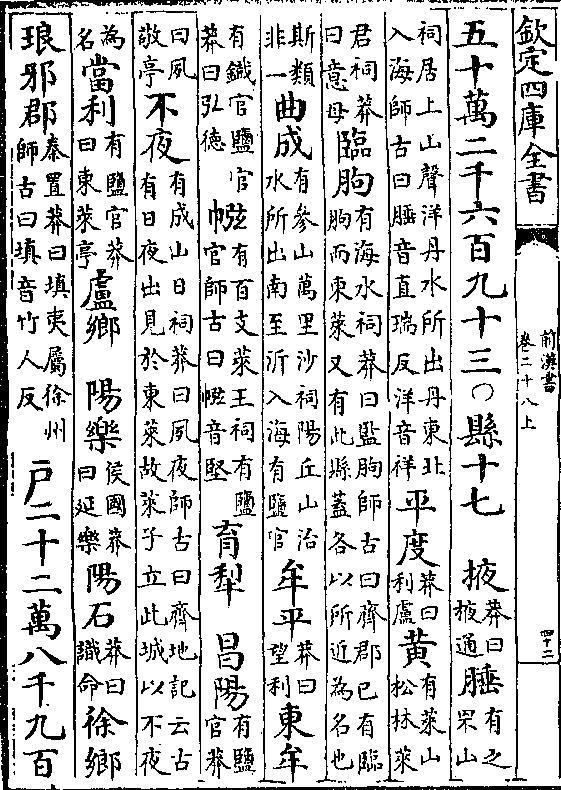 欽定四庫全書
前漢書
卷二十八上
四十二
五十萬二千六百九十三〇縣十七 掖莽曰掖通腄有之罘山
祠居上山聲洋丹水所出丹東北入海師古曰腄音直瑞反洋音祥平度莽曰利盧黄有萊山松林萊
君祠莽曰意母臨朐有海水祠莽曰監朐師古曰齊郡已有臨朐而東萊又有此縣蓋各以所近為名也
斯類非一曲成有參山萬里沙祠陽丘山治水所出南至沂入海有鹽官牟平莽曰望利東牟
有鐵官鹽官莽曰弘德㡉有百支萊王祠有鹽官師古曰㡉音堅育犁 昌陽有鹽官莽
曰夙敬亭不夜有成山日祠莽曰夙夜師古曰齊地記云古有日夜出見於東萊故萊子立此城以不夜
為名當利有鹽官莽曰東萊亭盧鄉 陽樂侯國莽曰延樂陽石莽曰識命徐鄉
琅邪郡秦置莽曰填夷屬徐州師古曰填音竹人反戶二十二萬八千九百